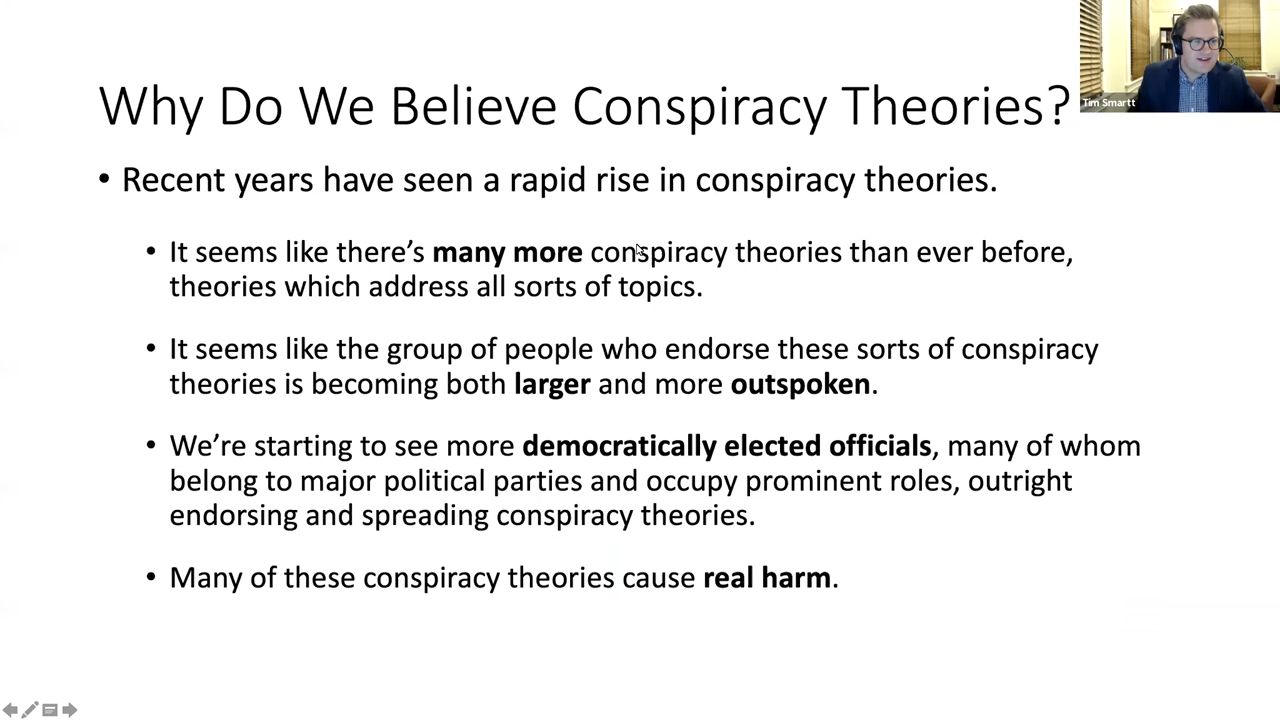 Why Do We Believe Conspiracy Theories?
Tim Smartt
• Recent years have seen a rapid rise in conspiracy theories.
• It seems like there’s many more conspiracy theories than ever before,
theories which address all sorts of topics.
• It seems like the group of people who endorse these sorts of conspiracy
theories is becoming both larger and more outspoken.
• We’re starting to see more democratically elected officials, many of whom
belong to major political parties and occupy prominent roles, outright
endorsing and spreading conspiracy theories.
• Many of these conspiracy theories cause real harm.